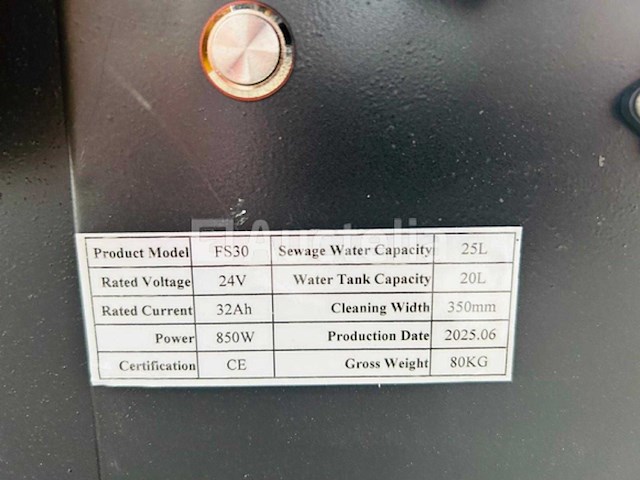 Product Model FS30 Sewage Water Capacity 25L
Rated Voltage 24V Water Tank Capacity 20L
Rated Current 32Ah Cleaning Width 350mm
Power 850W Production Date 2025.06
Certification CE Gross Weight 80KG